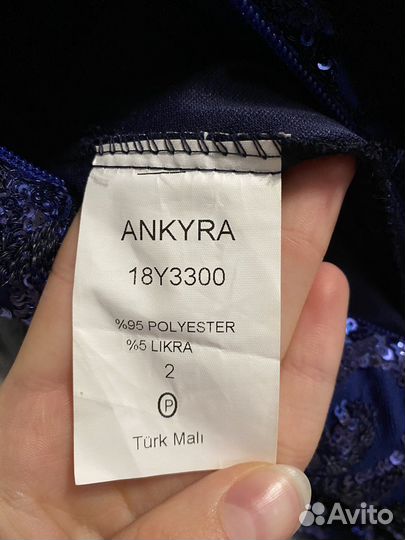 ANKYRA
18Y3300
%95 POLYESTER
%5 LIKRA
2
P
Türk Malı
Avito